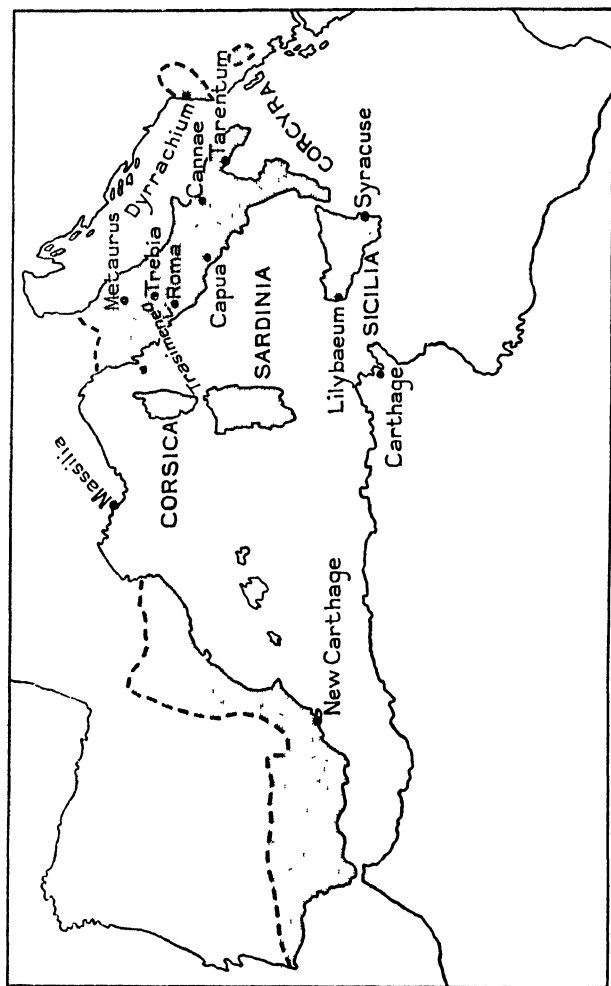 Massilia
Metaurus
Trebia
Trasimene
Roma
Dyrrachium
Cannae
Tarentum
CORCYRA
Capua
CORSICA
SARDINIA
New Carthage
Lilybaeum
SICILIA
Syracuse
Carthage